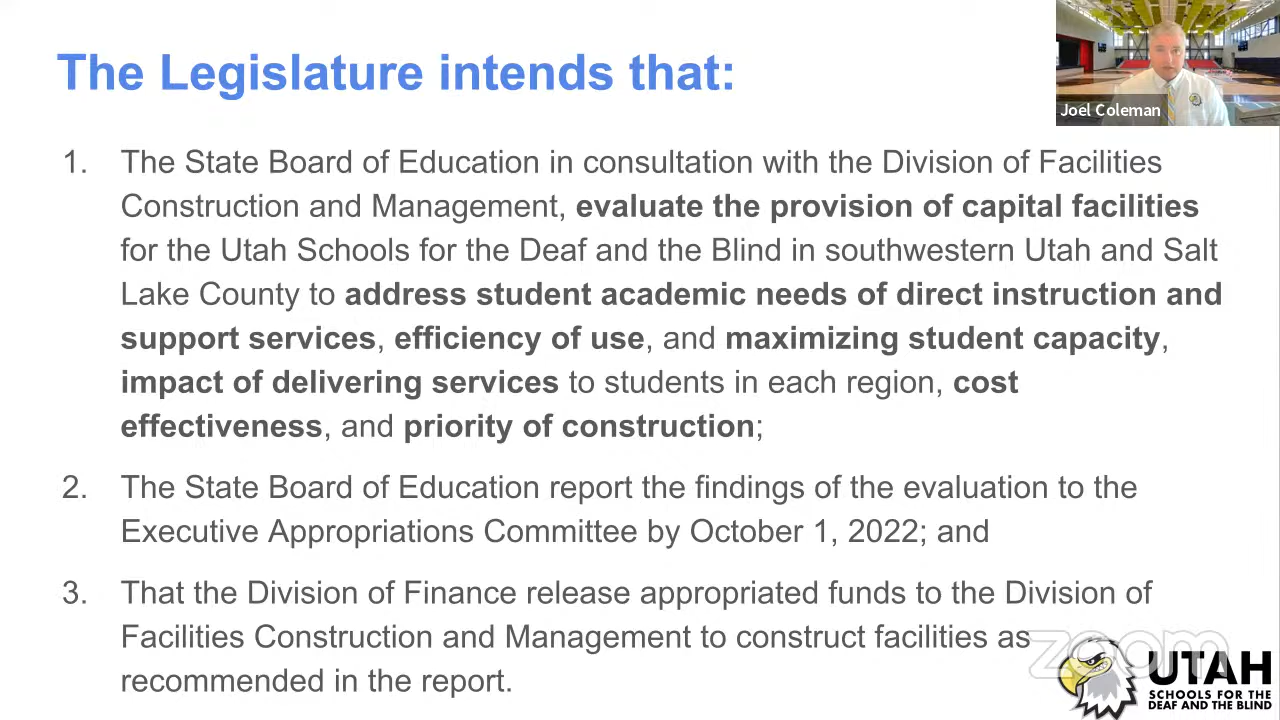 The Legislature intends that:
Joel Coleman
1. The State Board of Education in consultation with the Division of Facilities
Construction and Management, evaluate the provision of capital facilities
for the Utah Schools for the Deaf and the Blind in southwestern Utah and Salt
Lake County to address student academic needs of direct instruction and
support services, efficiency of use, and maximizing student capacity,
impact of delivering services to students in each region, cost
effectiveness, and priority of construction;
2. The State Board of Education report the findings of the evaluation to the
Executive Appropriations Committee by October 1, 2022; and
3. That the Division of Finance release appropriated funds to the Division of
Facilities Construction and Management to construct facilities as
recommended in the report.
zoom
UTAH
SCHOOLS FOR THE
DEAF AND THE BLIND